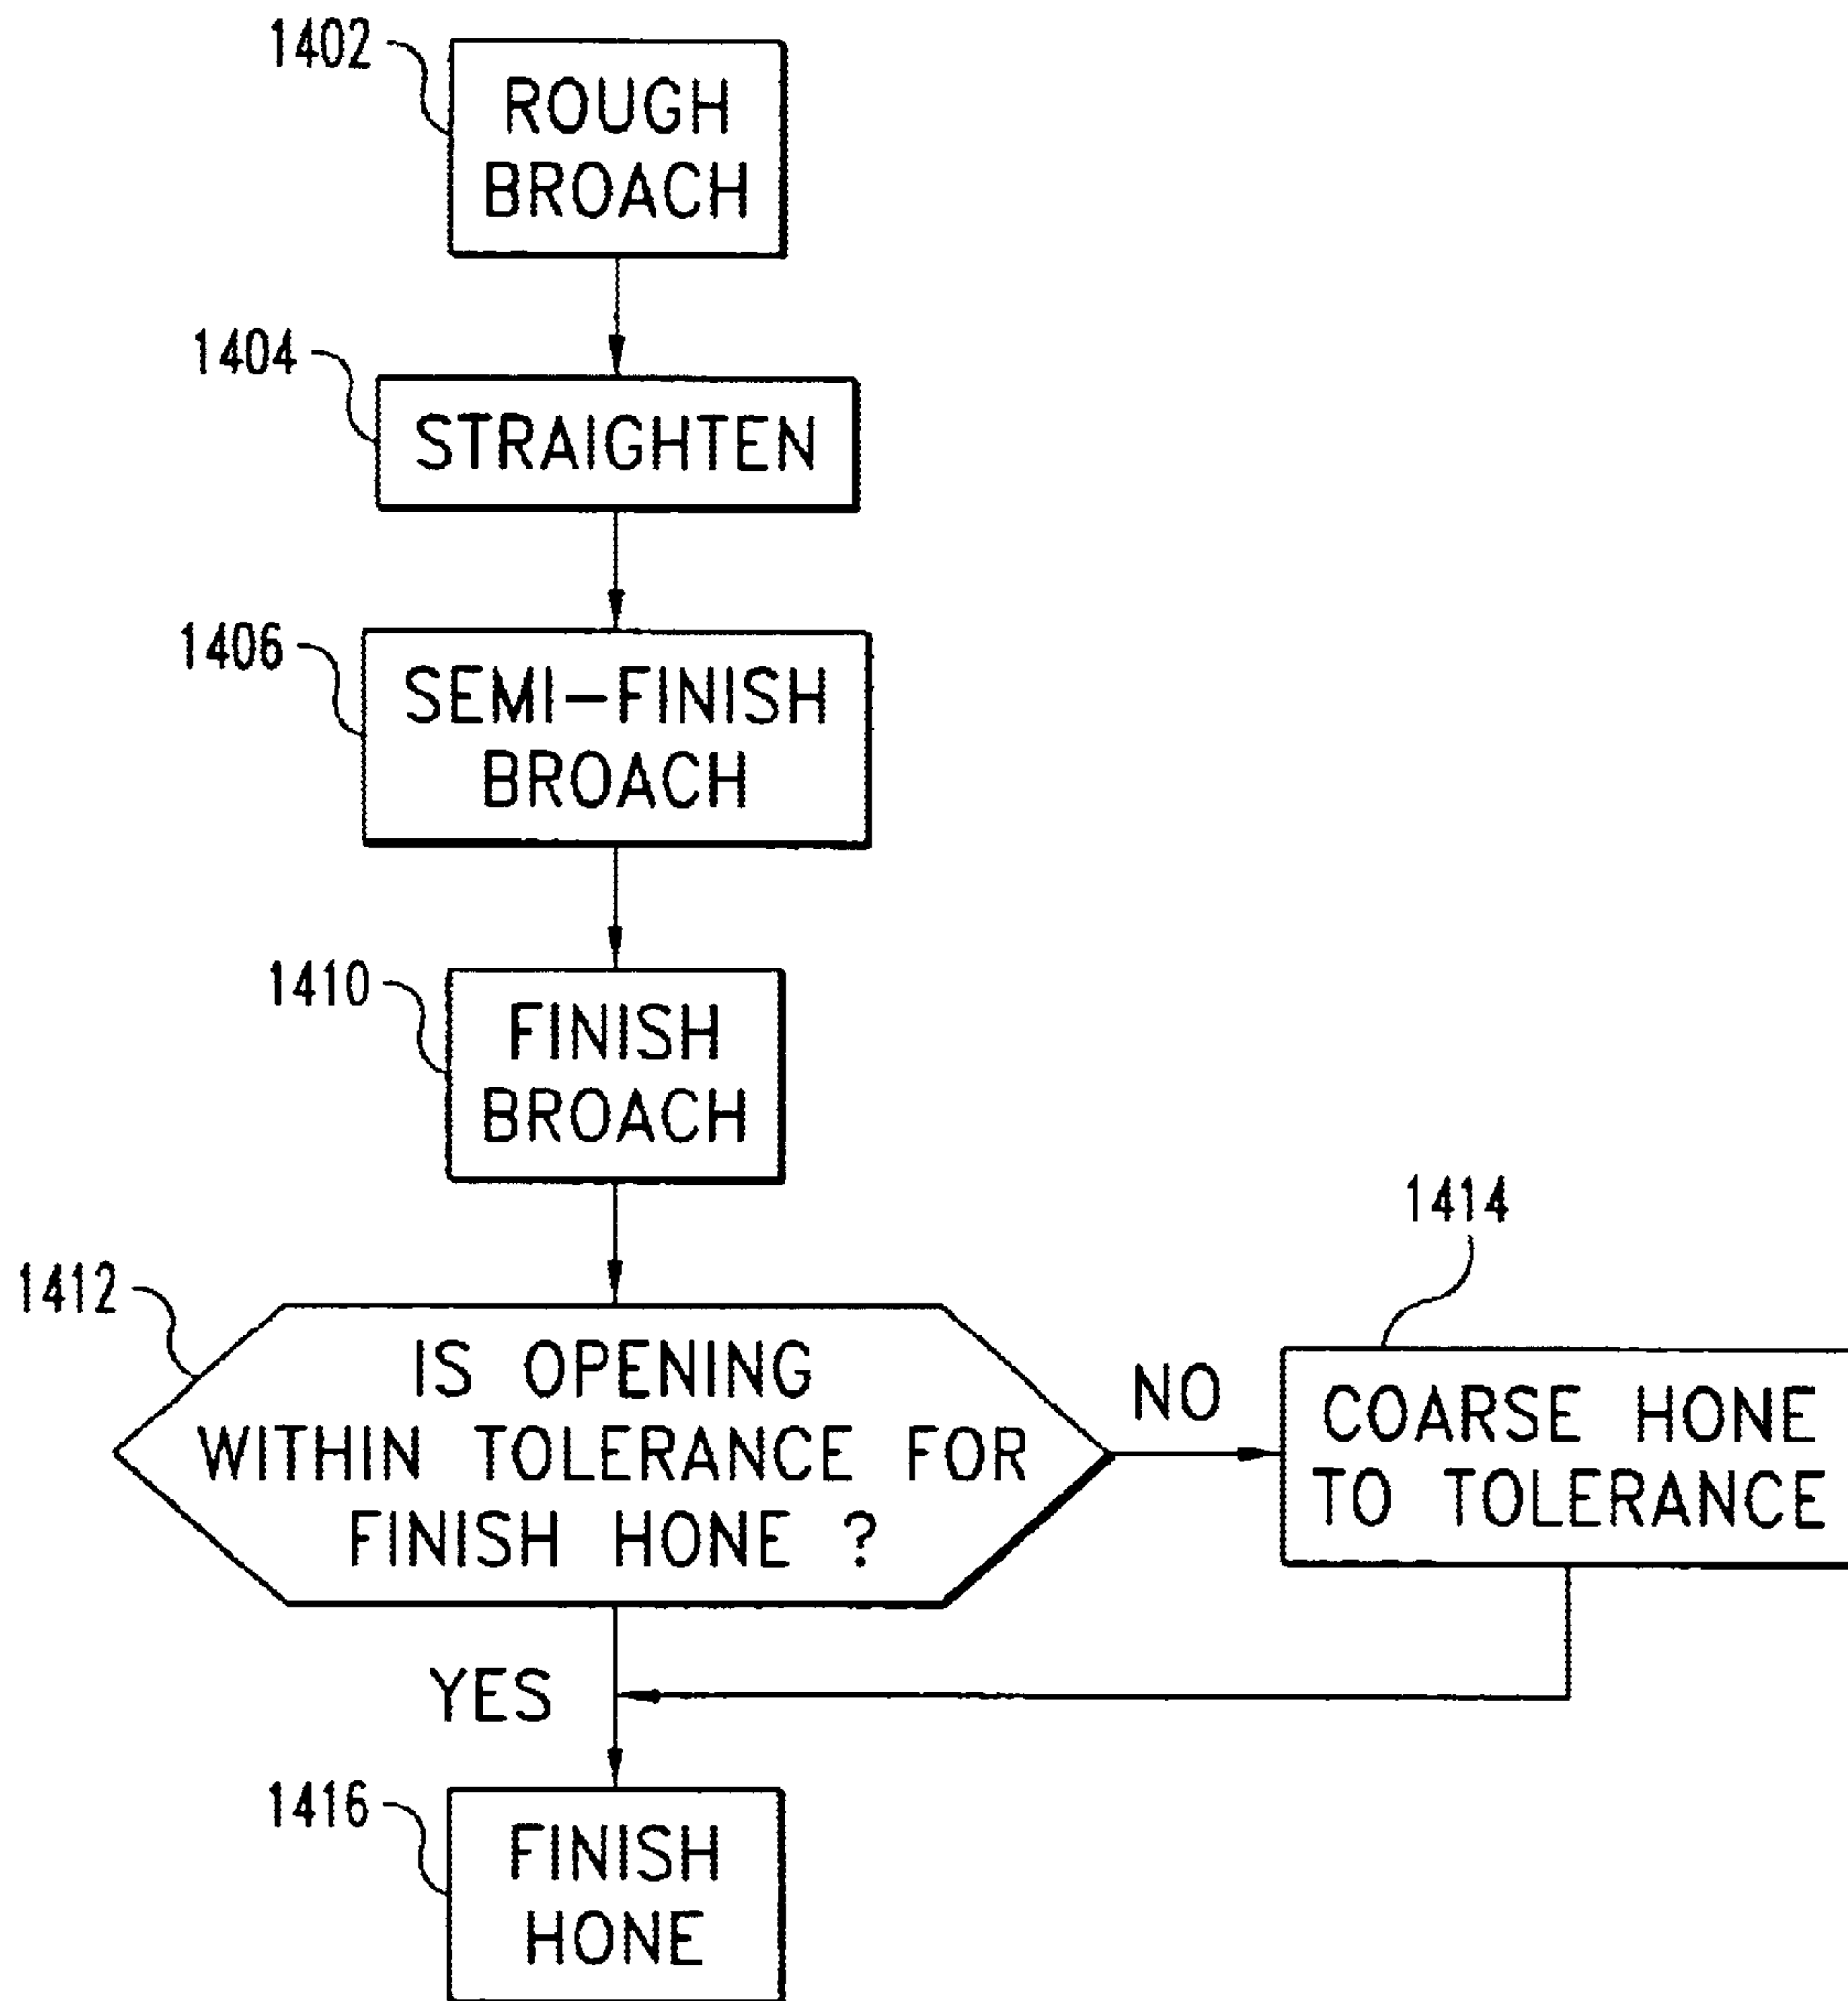 1402
ROUGH
BROACH
1404
STRAIGHTEN
1406
SEMI-FINISH
BROACH
1410
FINISH
BROACH
1412
IS OPENING
WITHIN TOLERANCE FOR
FINISH HONE ?
NO
1414
COARSE HONE
TO TOLERANCE
YES
1416
FINISH
HONE